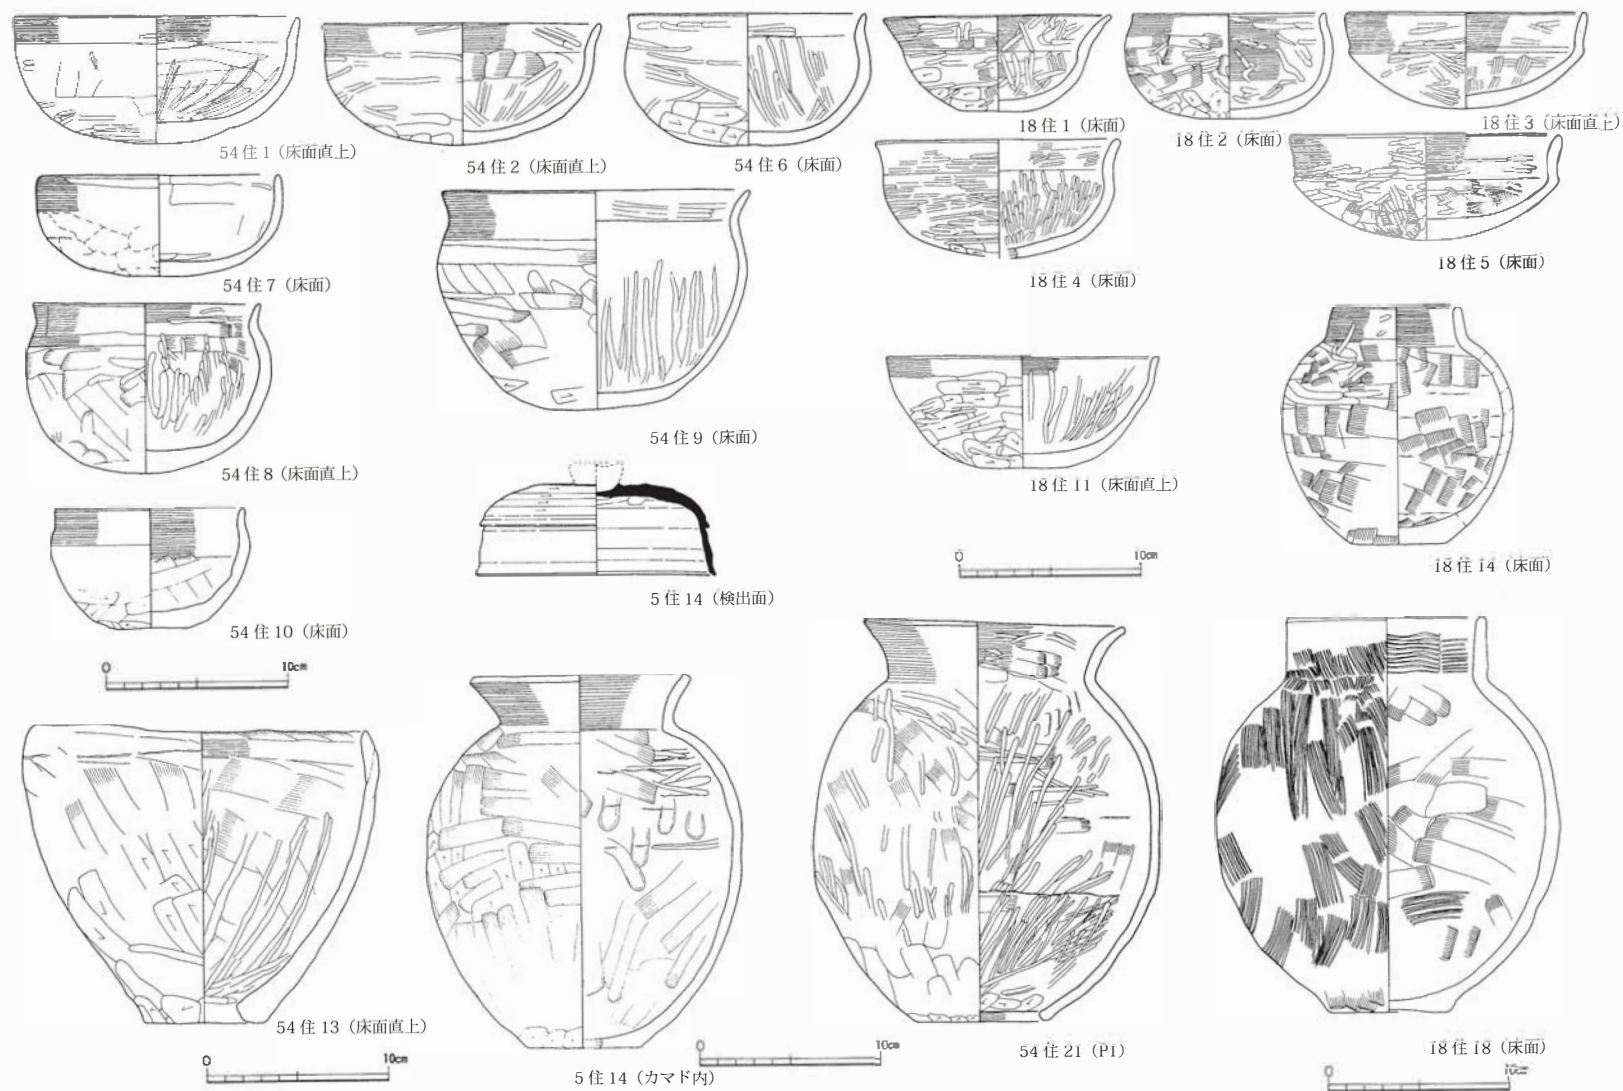 54住1（床面直上）
54住2（床面直上）
54住6（床面）
18住1（床面）
18住2（床面）
18住3（床面直上）
54住7（床面）
18住4（床面）
18住5（床面）
54住8（床面直上）
54住9（床面）
18住11（床面直上）
18住14（床面）
54住10（床面）
5住14（検出面）
0 10cm
0 10cm
54住13（床面直上）
5住14（カマド内）
54住21（P1）
18住18（床面）
0 10cm
0 10cm
0 10cm